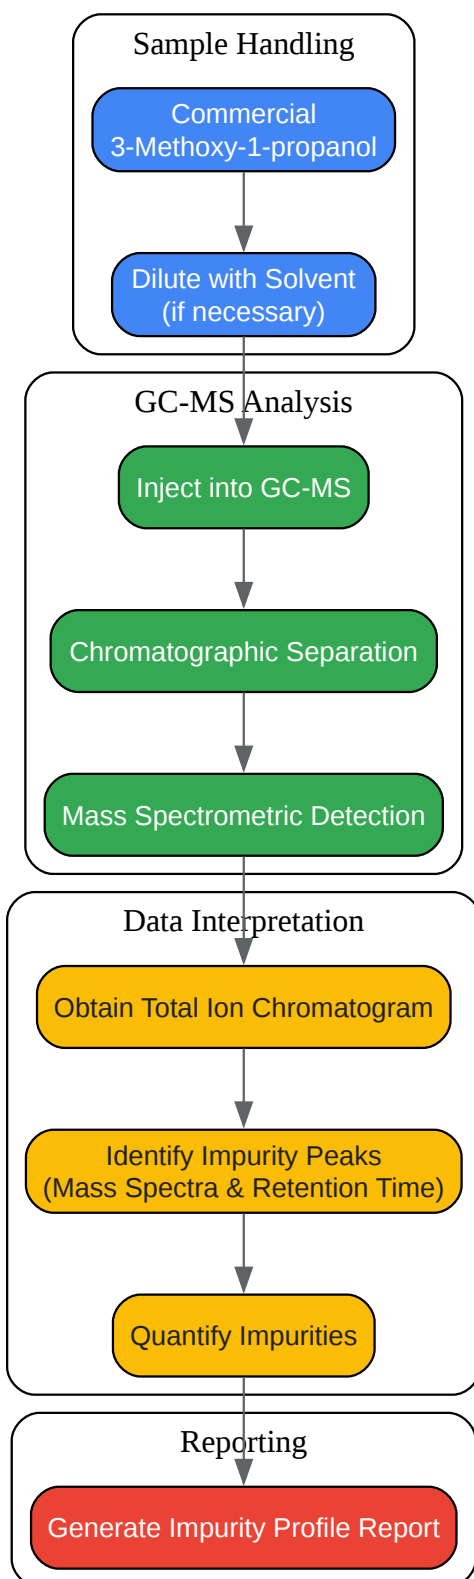 Sample Handling
Commercial
3-Methoxy-1-propanol
Dilute with Solvent
(if necessary)
GC-MS Analysis
Inject into GC-MS
Chromatographic Separation
Mass Spectrometric Detection
Data Interpretation
Obtain Total Ion Chromatogram
Identify Impurity Peaks
(Mass Spectra & Retention Time)
Quantify Impurities
Reporting
Generate Impurity Profile Report